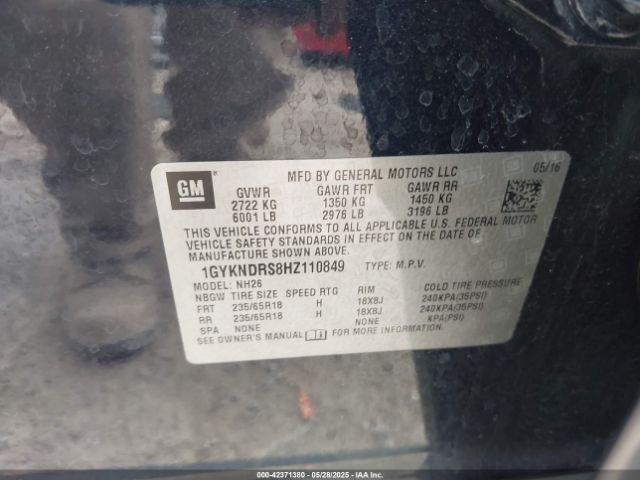 GM
MFD BY GENERAL MOTORS LLC
05/16
GVWR GAWR FRT GAWR RR
2722 KG 1350 KG 1450 KG
6001 LB 2976 LB 3196 LB
THIS VEHICLE CONFORMS TO ALL APPLICABLE U.S. FEDERAL MOTOR
VEHICLE SAFETY STANDARDS IN EFFECT ON THE DATE OF
MANUFACTURE SHOWN ABOVE.
1GYKNDRS8HZ110849 TYPE: M.P.V.
MODEL: NH26
NBGW TIRE SIZE SPEED RTG RIM COLD TIRE PRESSURE
FRT 235/65R18 H 18X8J 240KPA(35PSI)
RR 235/65R18 H 18X8J 240KPA(35PSI)
SPA NONE NONE KPA(PSI)
SEE OWNER'S MANUAL FOR MORE INFORMATION.
IAAI-42371380 | 05/28/2025 - IAAI.com